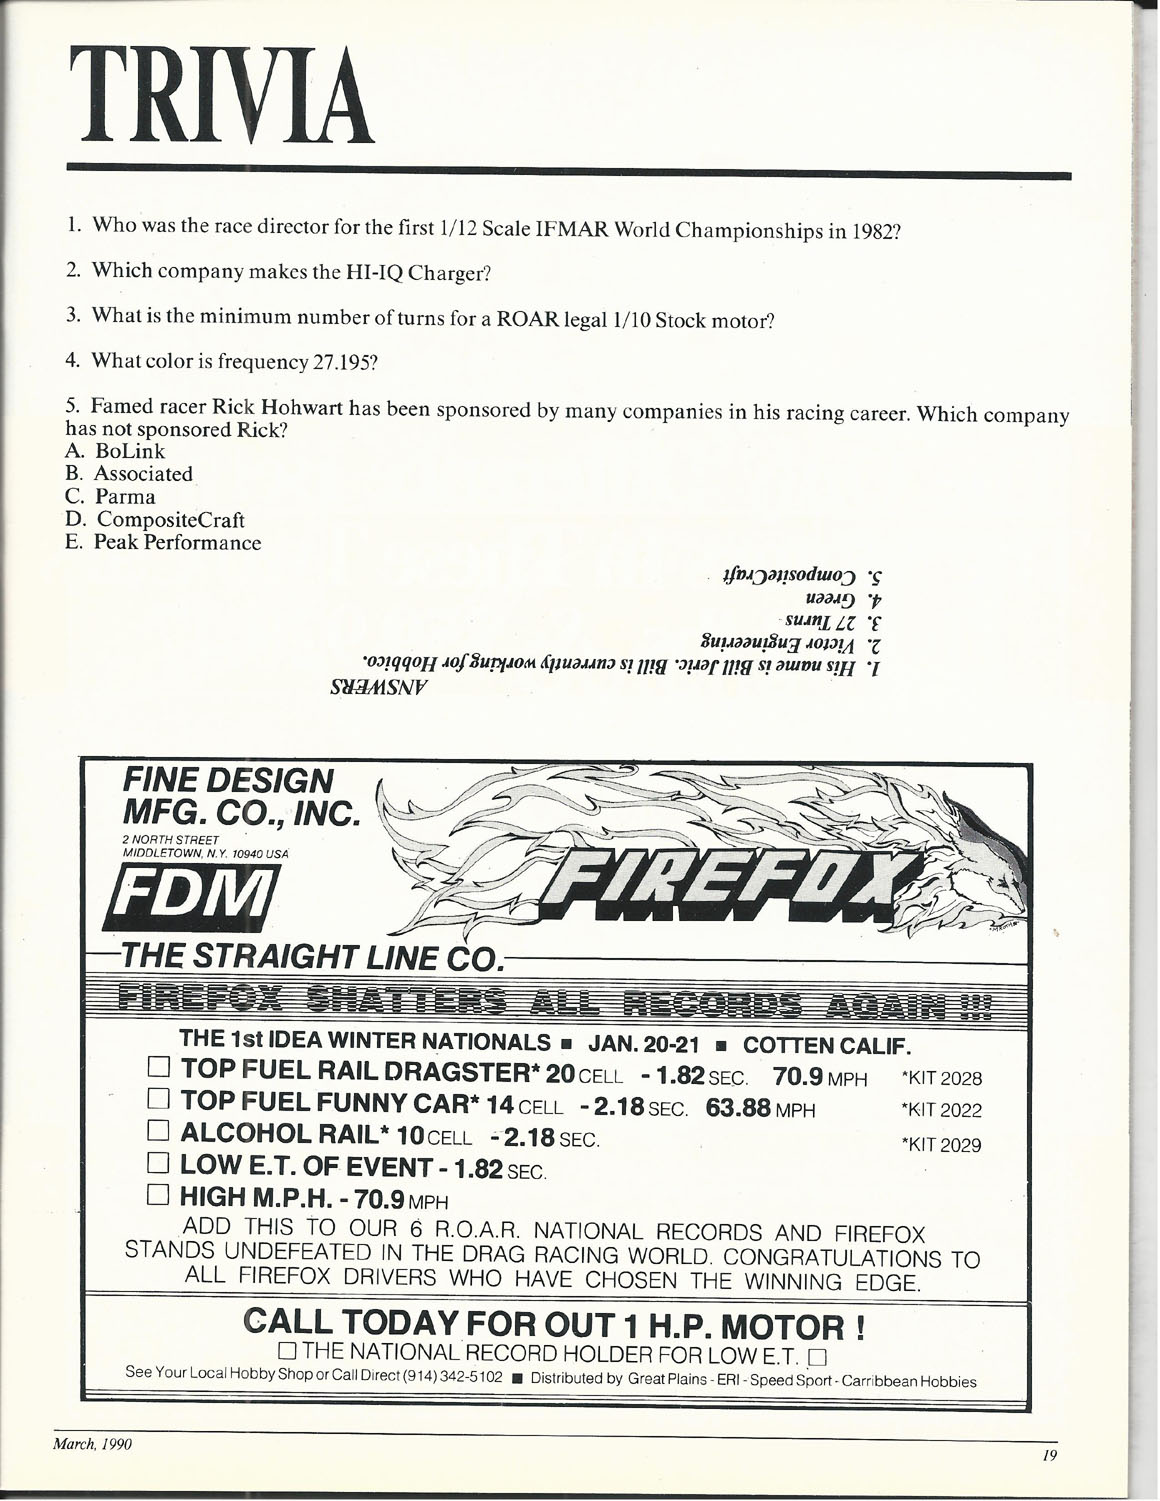 TRIVIA
1. Who was the race director for the first 1/12 Scale IFMAR World Championships in 1982?
2. Which company makes the HI-IQ Charger?
3. What is the minimum number of turns for a ROAR legal 1/10 Stock motor?
4. What color is frequency 27.195?
5. Famed racer Rick Hohwart has been sponsored by many companies in his racing career. Which company
has not sponsored Rick?
A. BoLink
B. Associated
C. Parma
D. CompositeCraft
E. Peak Performance
ANSWERS
1. His name is Bill Jeric. Bill is currently working for Hobbico.
2. Victor Engineering
3. 27 Turns
4. Green
5. CompositeCraft
FINE DESIGN
MFG. CO., INC.
2 NORTH STREET
MIDDLETOWN, N.Y. 10940 USA
FDM
FIREFOX
THE STRAIGHT LINE CO.
FIREFOX SHATTERS ALL RECORDS AGAIN !!!
THE 1st IDEA WINTER NATIONALS ■ JAN. 20-21 ■ COTTEN CALIF.
☐ TOP FUEL RAIL DRAGSTER* 20 CELL - 1.82 SEC. 70.9 MPH *KIT 2028
☐ TOP FUEL FUNNY CAR* 14 CELL - 2.18 SEC. 63.88 MPH *KIT 2022
☐ ALCOHOL RAIL* 10 CELL - 2.18 SEC. *KIT 2029
☐ LOW E.T. OF EVENT - 1.82 SEC.
☐ HIGH M.P.H. - 70.9 MPH
ADD THIS TO OUR 6 R.O.A.R. NATIONAL RECORDS AND FIREFOX
STANDS UNDEFEATED IN THE DRAG RACING WORLD. CONGRATULATIONS TO
ALL FIREFOX DRIVERS WHO HAVE CHOSEN THE WINNING EDGE.
CALL TODAY FOR OUT 1 H.P. MOTOR !
☐ THE NATIONAL RECORD HOLDER FOR LOW E.T. ☐
See Your Local Hobby Shop or Call Direct (914) 342-5102 ■ Distributed by Great Plains - ERI - Speed Sport - Carribbean Hobbies
March, 1990
19